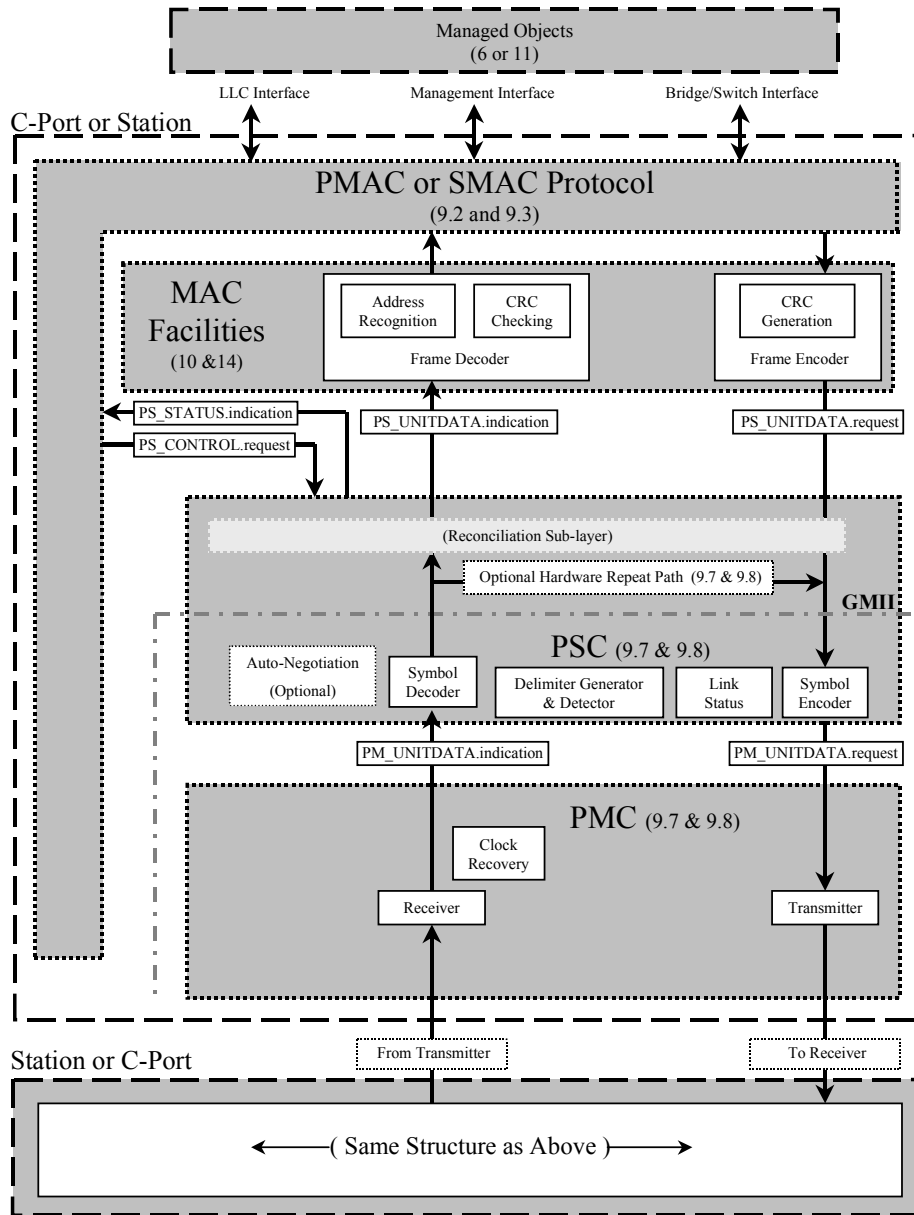 Managed Objects
(6 or 11)
LLC Interface
Management Interface
Bridge/Switch Interface
C-Port or Station
PMAC or SMAC Protocol
(9.2 and 9.3)
MAC
Facilities
(10 &14)
Address
Recognition
CRC
Checking
Frame Decoder
CRC
Generation
Frame Encoder
PS_STATUS.indication
PS_CONTROL.request
PS_UNITDATA.indication
PS_UNITDATA.request
(Reconciliation Sub-layer)
Optional Hardware Repeat Path (9.7 & 9.8)
GMII
PSC (9.7 & 9.8)
Auto-Negotiation
(Optional)
Symbol
Decoder
Delimiter Generator
& Detector
Link
Status
Symbol
Encoder
PM_UNITDATA.indication
PM_UNITDATA.request
PMC (9.7 & 9.8)
Clock
Recovery
Receiver
Transmitter
From Transmitter
To Receiver
Station or C-Port
( Same Structure as Above )